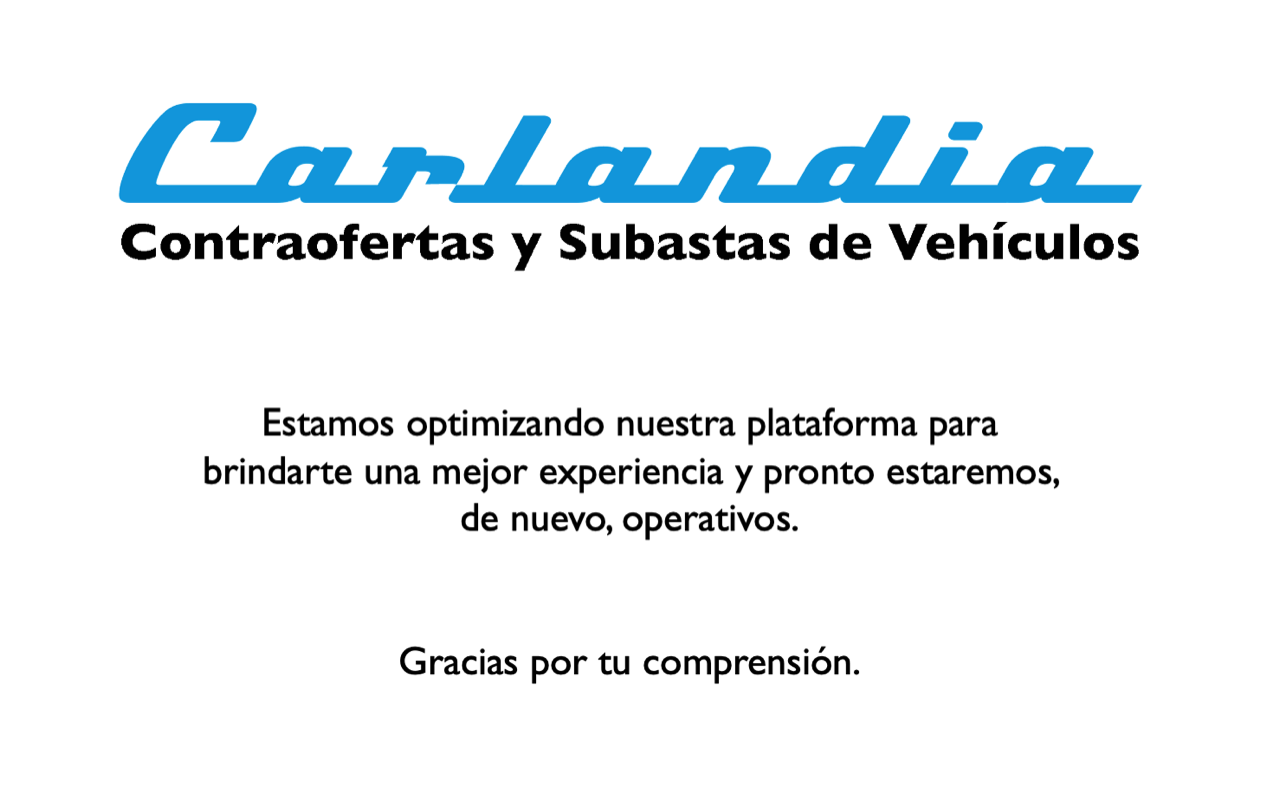 Carlandia
Contraofertas y Subastas de Vehículos
Estamos optimizando nuestra plataforma para
brindarte una mejor experiencia y pronto estaremos,
de nuevo, operativos.
Gracias por tu comprensión.